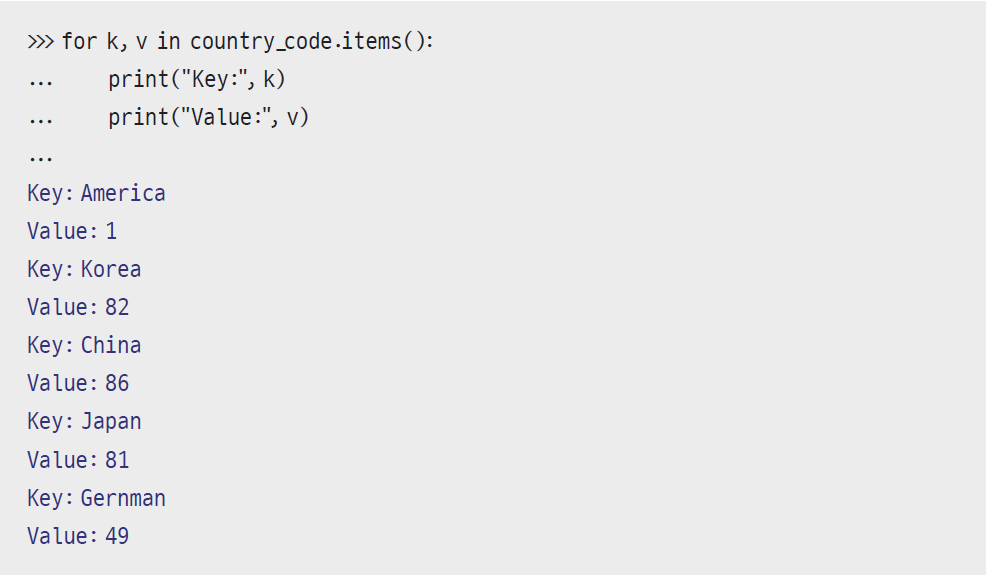 >>> for k, v in country_code.items():
...     print("Key:", k)
...     print("Value:", v)
...
Key: America
Value: 1
Key: Korea
Value: 82
Key: China
Value: 86
Key: Japan
Value: 81
Key: Gernman
Value: 49